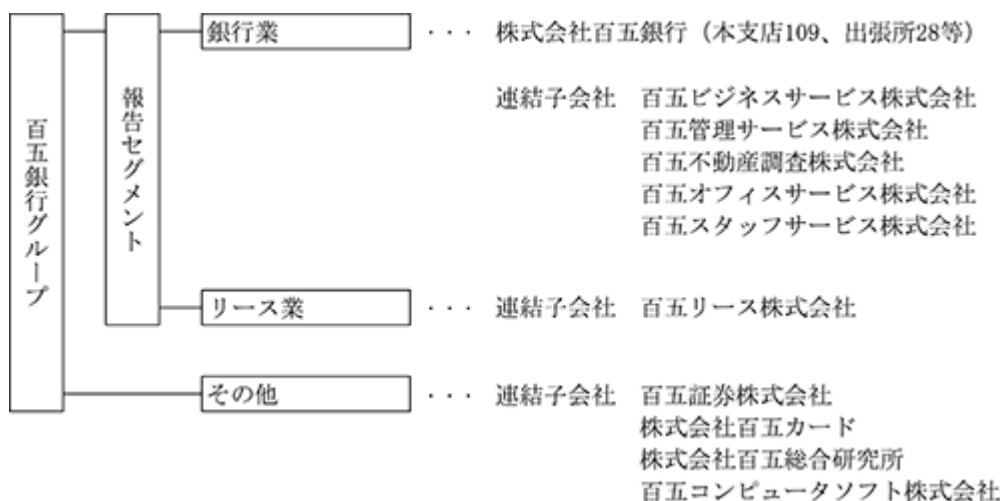 百五銀行グループ
報告セグメント
銀行業 ・・・ 株式会社百五銀行（本支店109、出張所28等）
連結子会社 百五ビジネスサービス株式会社
百五管理サービス株式会社
百五不動産調査株式会社
百五オフィスサービス株式会社
百五スタッフサービス株式会社
リース業 ・・・ 連結子会社 百五リース株式会社
その他 ・・・ 連結子会社 百五証券株式会社
株式会社百五カード
株式会社百五総合研究所
百五コンピュータソフト株式会社